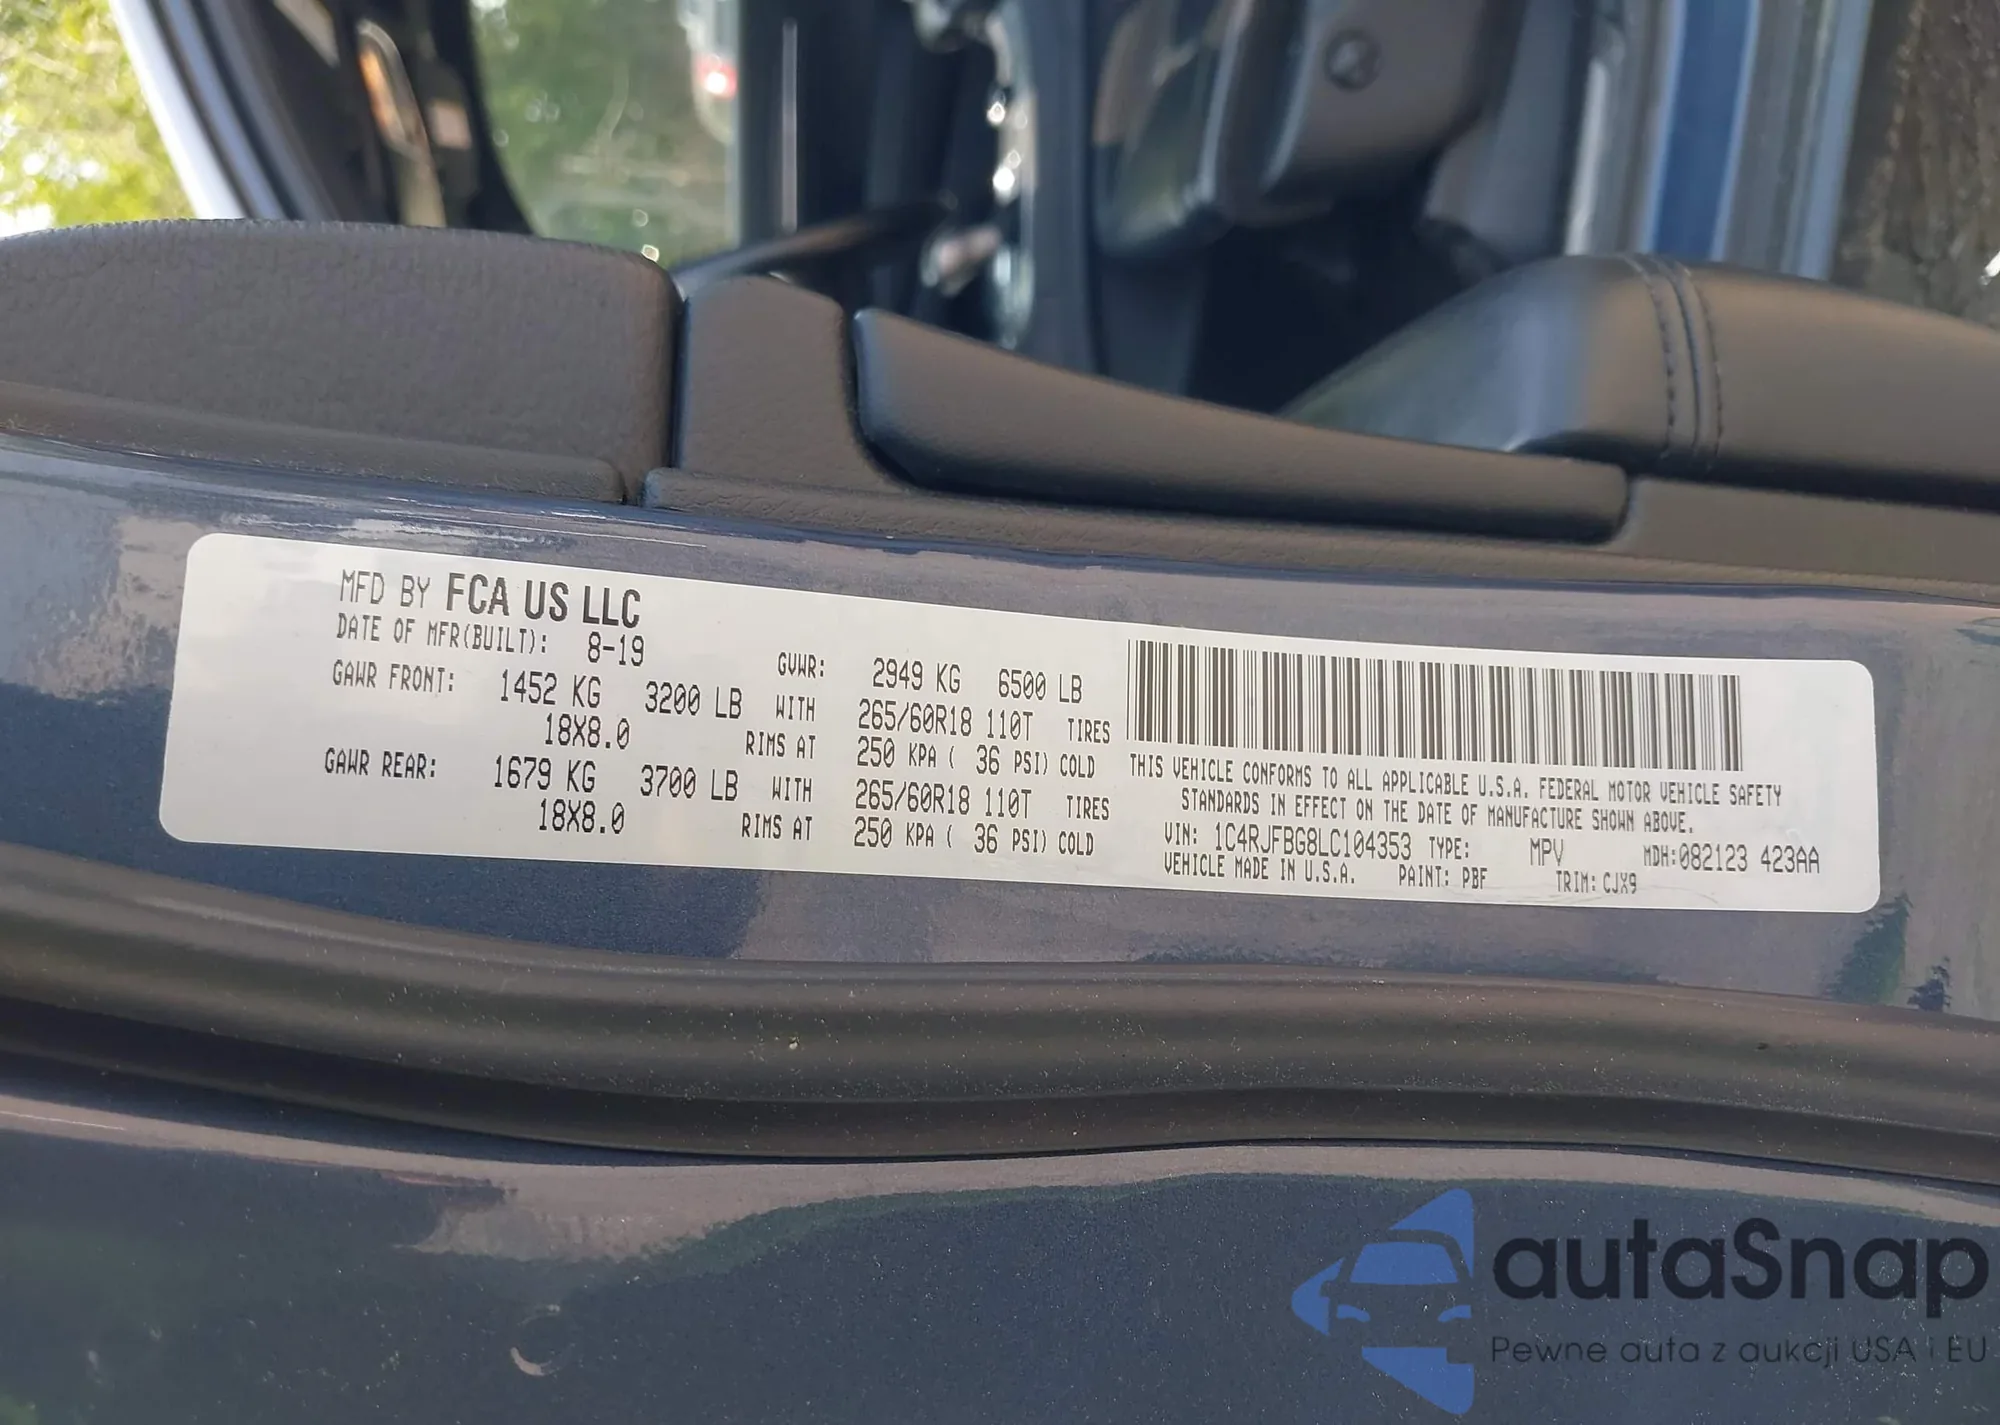 MFD BY FCA US LLC
DATE OF MFR(BUILT): 8-19
GVWR: 2949 KG 6500 LB
GAWR FRONT: 1452 KG 3200 LB WITH 265/60R18 110T TIRES
18X8.0 RIMS AT 250 KPA ( 36 PSI) COLD
GAWR REAR: 1679 KG 3700 LB WITH 265/60R18 110T TIRES
18X8.0 RIMS AT 250 KPA ( 36 PSI) COLD
THIS VEHICLE CONFORMS TO ALL APPLICABLE U.S.A. FEDERAL MOTOR VEHICLE SAFETY
STANDARDS IN EFFECT ON THE DATE OF MANUFACTURE SHOWN ABOVE.
VIN: 1C4RJFBG8LC104353 TYPE: MPV MDH:082123 423AA
VEHICLE MADE IN U.S.A. PAINT: PBF TRIM: CJX9
autaSnap
Pewne auta z aukcji USA i EU